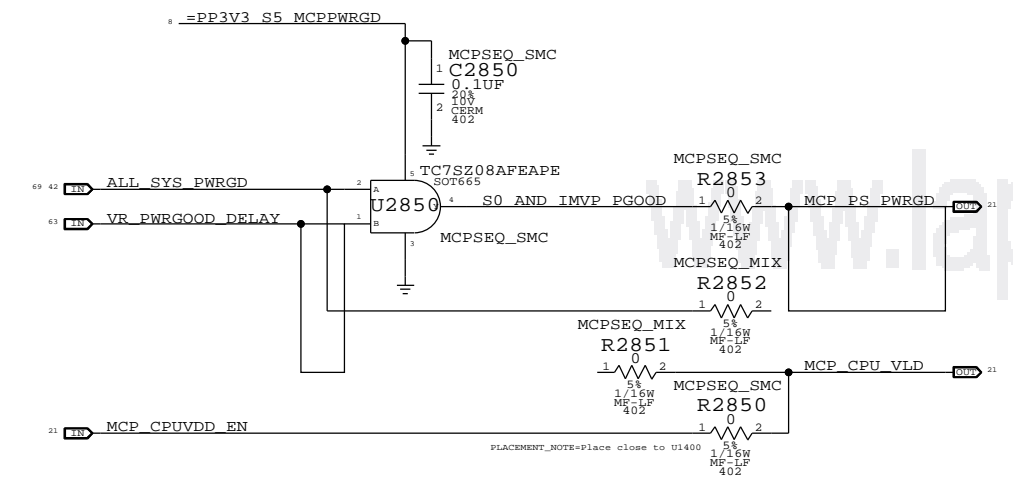 8 =PP3V3_S5_MCPPWRGD
MCPSEQ_SMC
1 C2850
0.1UF
20%
10V
2 CERM
402
5 TC7SZ08AFEAPE
SOT665
69 42 IN ALL_SYS_PWRGD 2 A
U2850 4 S0_AND_IMVP_PGOOD
63 IN VR_PWRGOOD_DELAY 1 B
MCPSEQ_SMC
3
MCPSEQ_SMC
R2853
0
1 2 MCP_PS_PWRGD OUT 21
5%
1/16W
MF-LF
402
www.lap
MCPSEQ_MIX
R2852
0
1 2
5%
1/16W
MF-LF
402
MCPSEQ_MIX
R2851
0
1 2 MCP_CPU_VLD OUT 21
5%
1/16W
MF-LF
402
MCPSEQ_SMC
R2850
0
21 IN MCP_CPUVDD_EN 1 2
PLACEMENT_NOTE=Place close to U1400
5%
1/16W
MF-LF
402